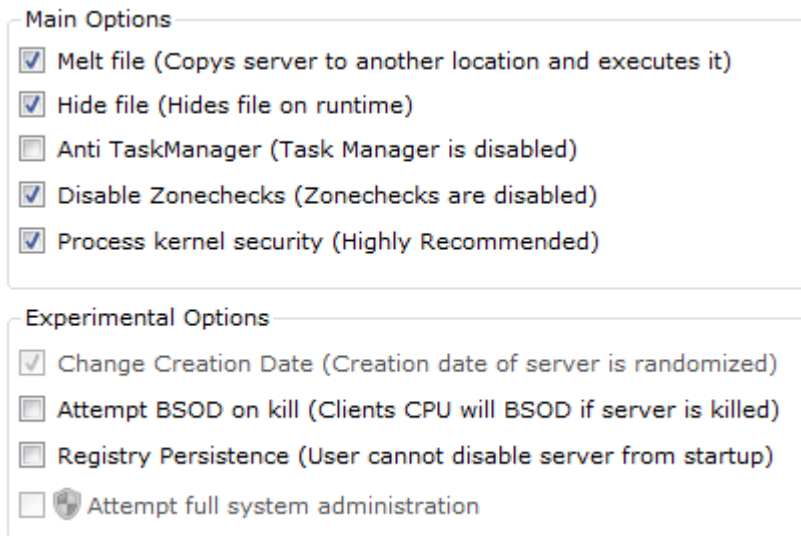 Main Options
Melt file (Copys server to another location and executes it)
Hide file (Hides file on runtime)
Anti TaskManager (Task Manager is disabled)
Disable Zonechecks (Zonechecks are disabled)
Process kernel security (Highly Recommended)
Experimental Options
Change Creation Date (Creation date of server is randomized)
Attempt BSOD on kill (Clients CPU will BSOD if server is killed)
Registry Persistence (User cannot disable server from startup)
Attempt full system administration